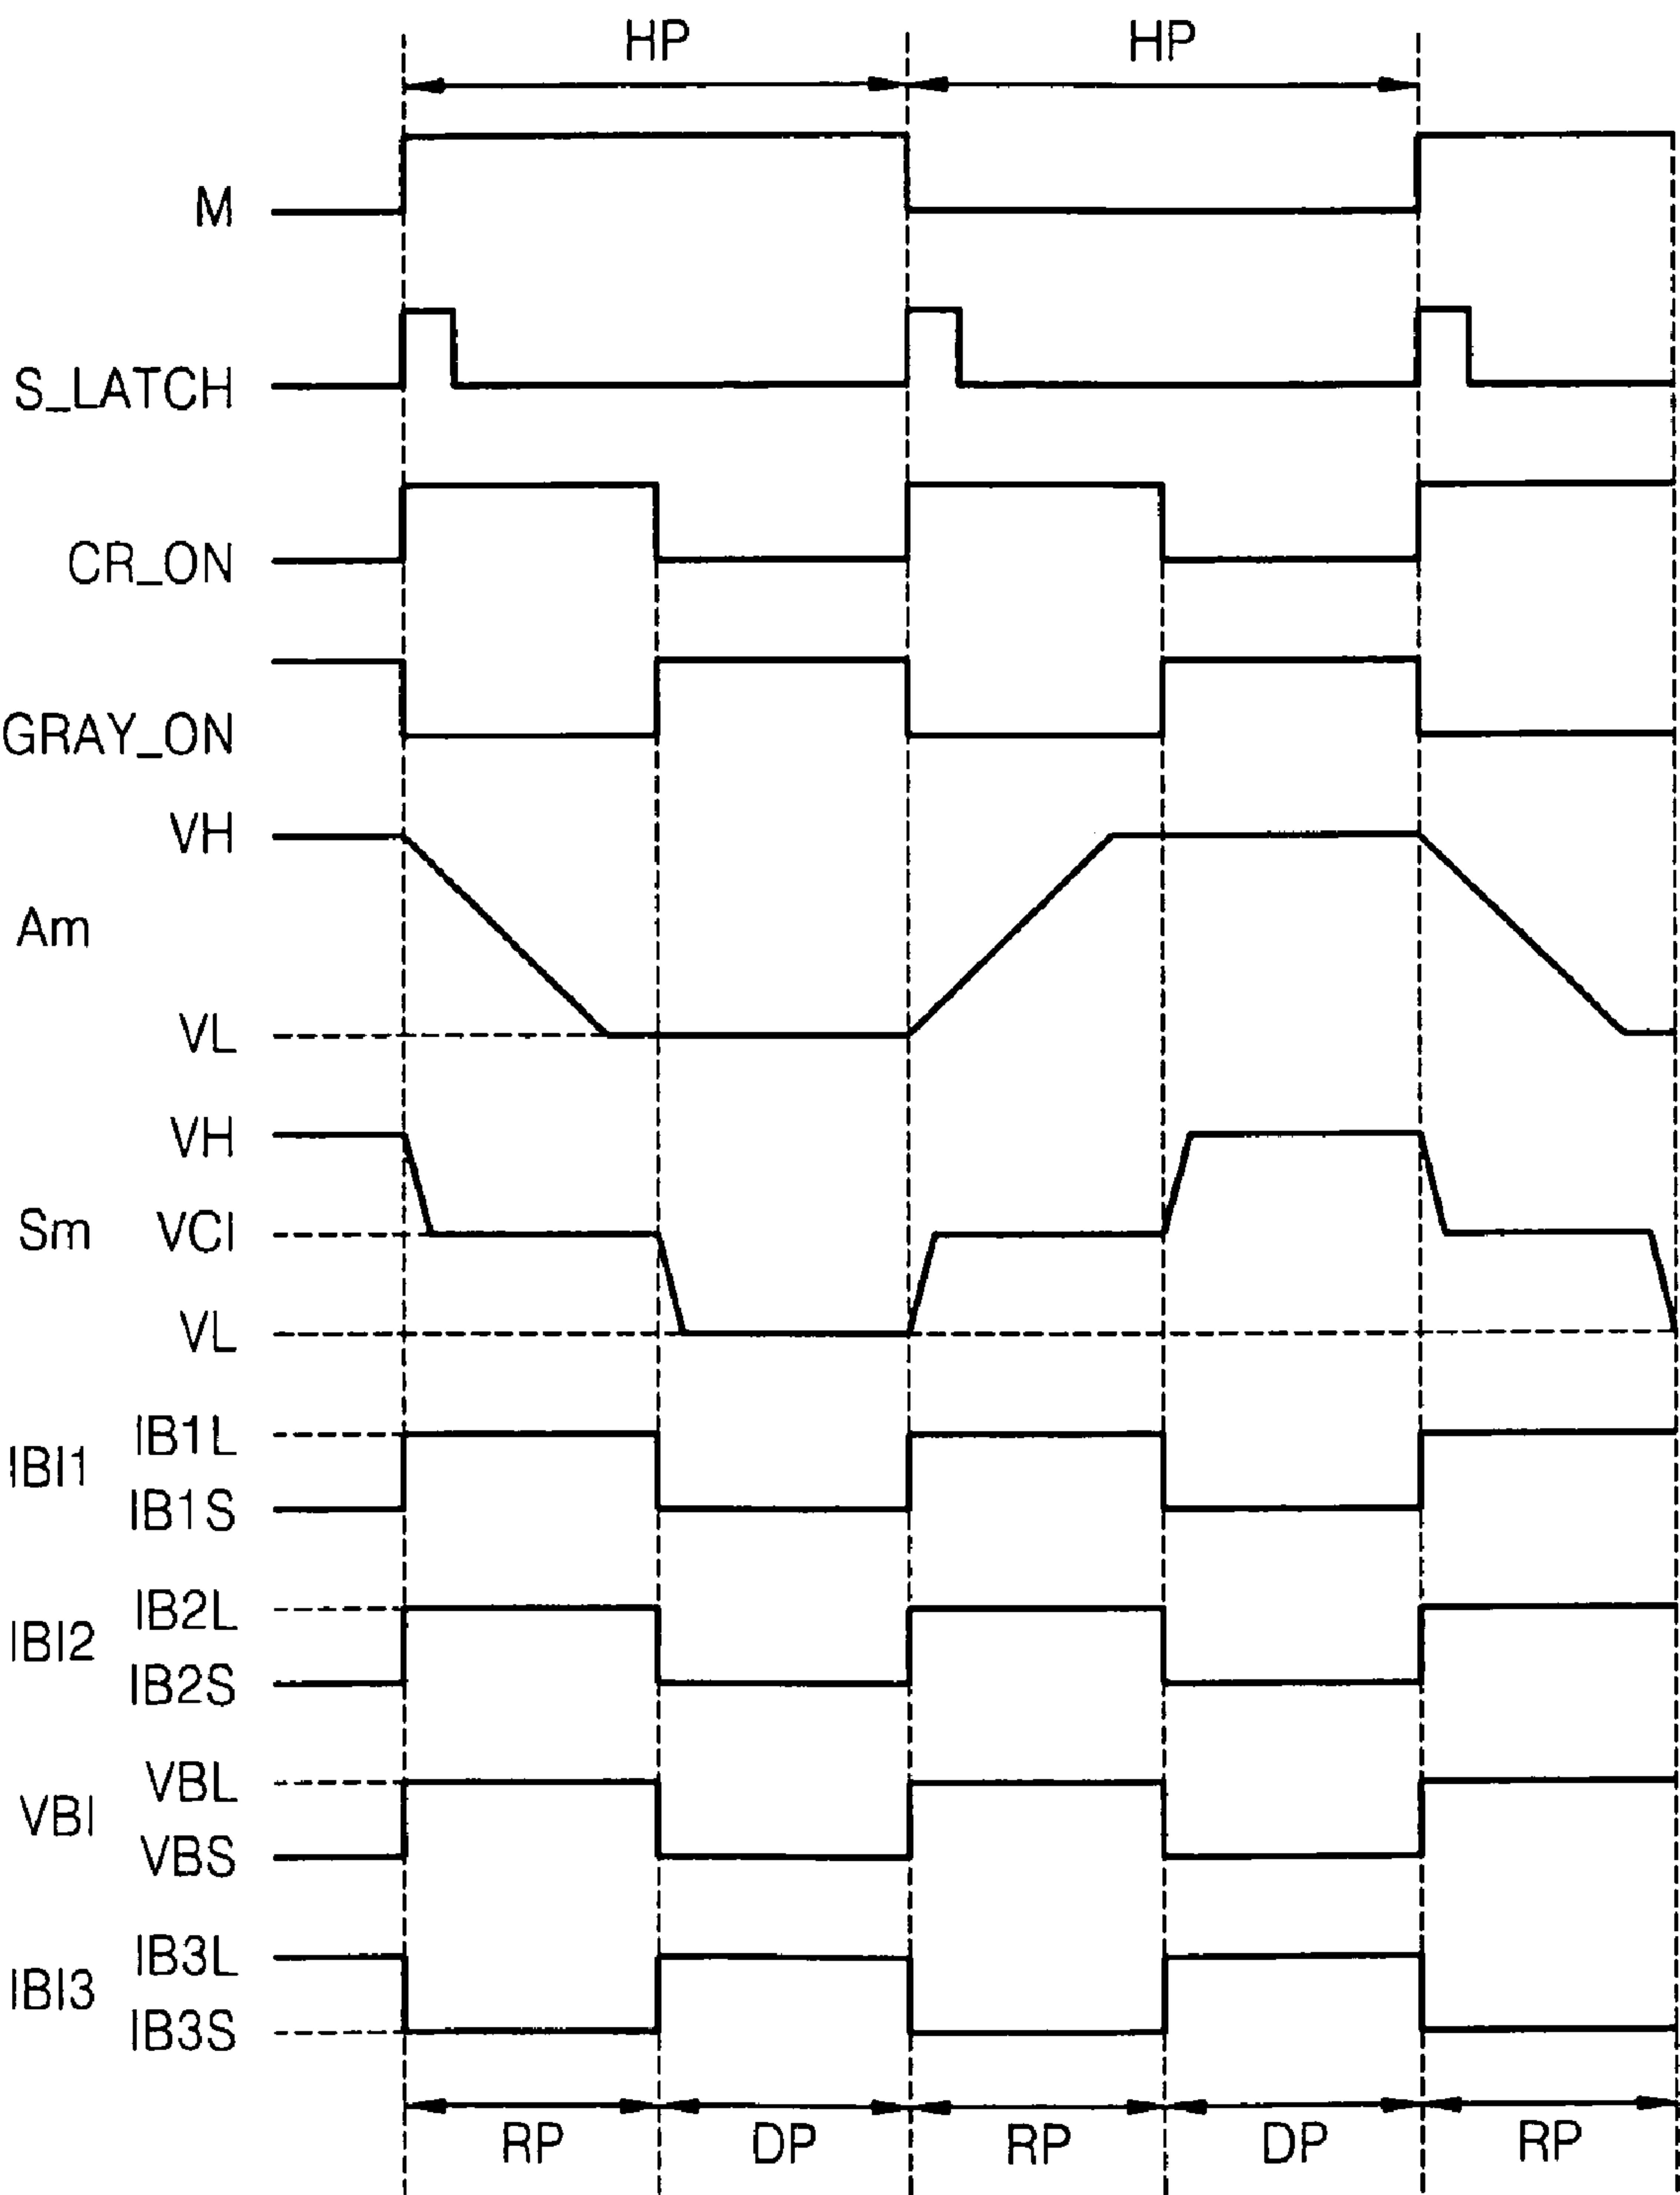 HP HP
M
S_LATCH
CR_ON
GRAY_ON
VH
Am
VL
VH
Sm VCI
VL
IB1L
IBI1
IB1S
IB2L
IBI2
IB2S
VBL
VBI
VBS
IB3L
IBI3
IB3S
RP DP RP DP RP